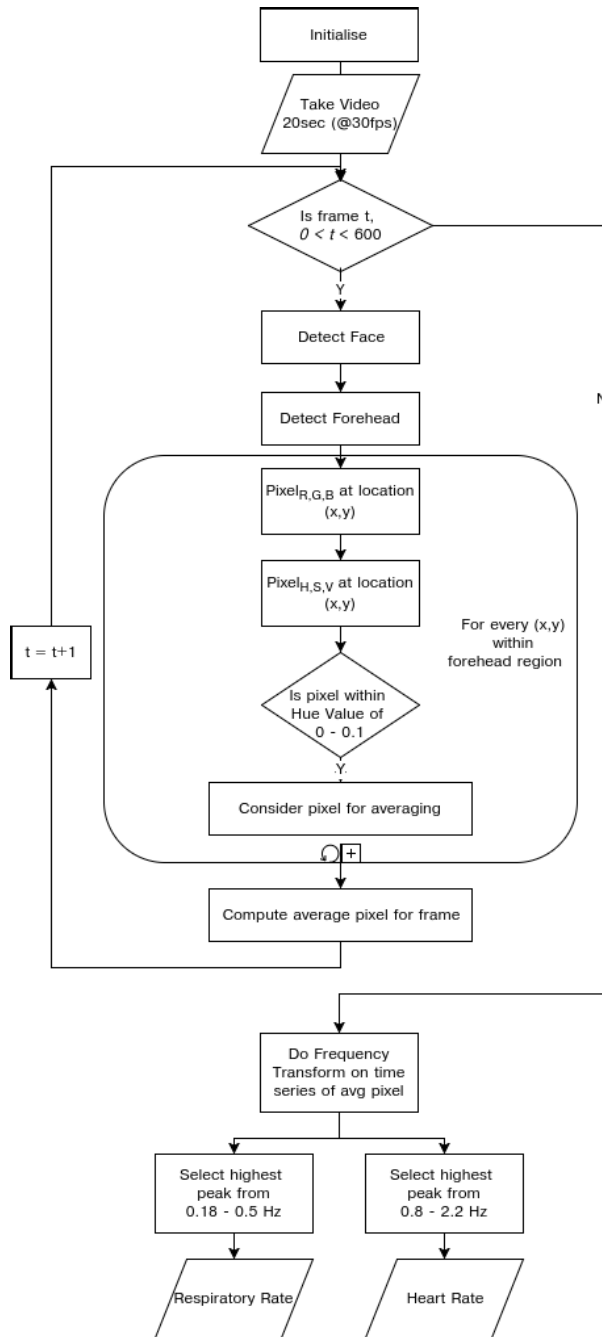 Initialise
Take Video
20sec (@30fps)
Is frame t,
0 < t < 600
Y
Detect Face
N
Detect Forehead
PixelR,G,B at location
(x,y)
PixelH,S,V at location
(x,y)
For every (x,y)
within
forehead region
t = t+1
Is pixel within
Hue Value of
0 - 0.1
Y
Consider pixel for averaging
+
Compute average pixel for frame
Do Frequency
Transform on time
series of avg pixel
Select highest
peak from
0.18 - 0.5 Hz
Select highest
peak from
0.8 - 2.2 Hz
Respiratory Rate
Heart Rate